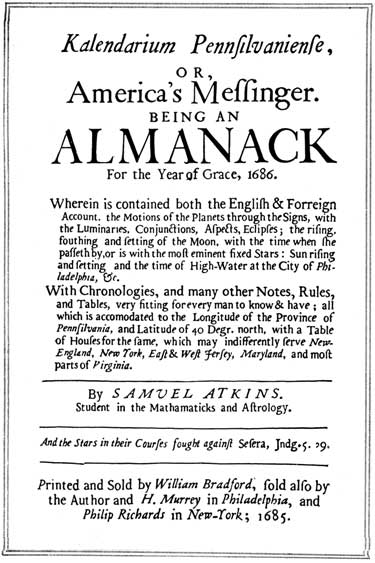 Kalendarium Pennſilvanienſe,
OR,
America's Meſſinger.
BEING AN
ALMANACK
For the Year of Grace, 1686.
Wherein is contained both the Engliſh & Forreign
Account, the Motions of the Planets through the Signs, with
the Luminaries, Conjunctions, Aſpects, Eclipſes; the riſing,
ſouthing and ſetting of the Moon, with the time when ſhe
paſſeth by, or is with the moſt eminent fixed Stars: Sun riſing
and ſetting and the time of High-Water at the City of Phi-
ladelphia, &c.
With Chronologies, and many other Notes, Rules,
and Tables, very fitting for every man to know & have; all
which is accomodated to the Longitude of the Province of
Pennſilvania, and Latitude of 40 Degr. north, with a Table
of Houſes for the ſame, which may indifferently ſerve New-
England, New York, Eaſt & Weſt Jerſey, Maryland, and moſt
parts of Virginia.
By SAMVEL ATKINS.
Student in the Mathamaticks and Aſtrology.
And the Stars in their Courſes fought againſt Seſera, Jndg. 5. 29.
Printed and Sold by William Bradford, ſold alſo by
the Author and H. Murrey in Philadelphia, and
Philip Richards in New-York; 1685.